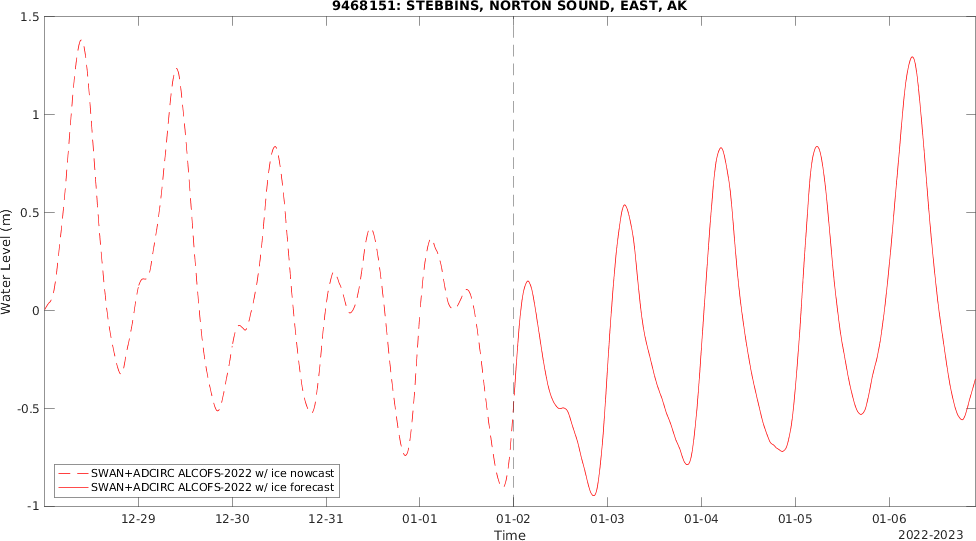 9468151: STEBBINS, NORTON SOUND, EAST, AK
1.5
1
0.5
0
-0.5
-1
Water Level (m)
SWAN+ADCIRC ALCOFS-2022 w/ ice nowcast
SWAN+ADCIRC ALCOFS-2022 w/ ice forecast
12-29 12-30 12-31 01-01 01-02 01-03 01-04 01-05 01-06
Time
2022-2023